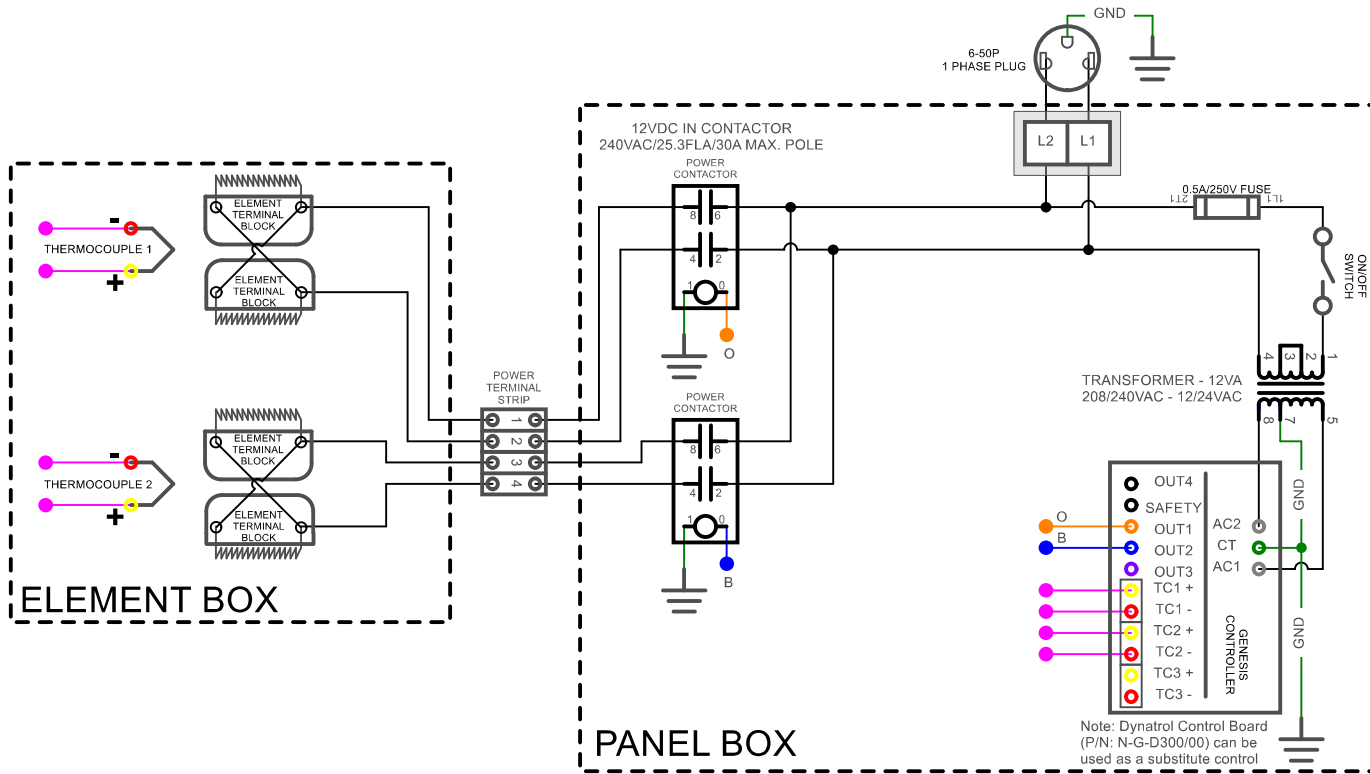 GND
6-50P
1 PHASE PLUG
L2
L1
12VDC IN CONTACTOR
240VAC/25.3FLA/30A MAX. POLE
POWER
CONTACTOR
8
6
4
2
1
0
O
0.5A/250V FUSE
2T1
1L1
ON/OFF
SWITCH
4
3
2
1
TRANSFORMER - 12VA
208/240VAC - 12/24VAC
8
7
5
ELEMENT
TERMINAL
BLOCK
ELEMENT
TERMINAL
BLOCK
-
THERMOCOUPLE 1
+
POWER
TERMINAL
STRIP
1
2
3
4
POWER
CONTACTOR
8
6
4
2
1
0
B
ELEMENT
TERMINAL
BLOCK
ELEMENT
TERMINAL
BLOCK
-
THERMOCOUPLE 2
+
ELEMENT BOX
O
B
OUT4
SAFETY
OUT1
OUT2
OUT3
TC1 +
TC1 -
TC2 +
TC2 -
TC3 +
TC3 -
AC2
CT
AC1
GENESIS
CONTROLLER
GND
GND
Note: Dynatrol Control Board
(P/N: N-G-D300/00) can be
used as a substitute control
PANEL BOX